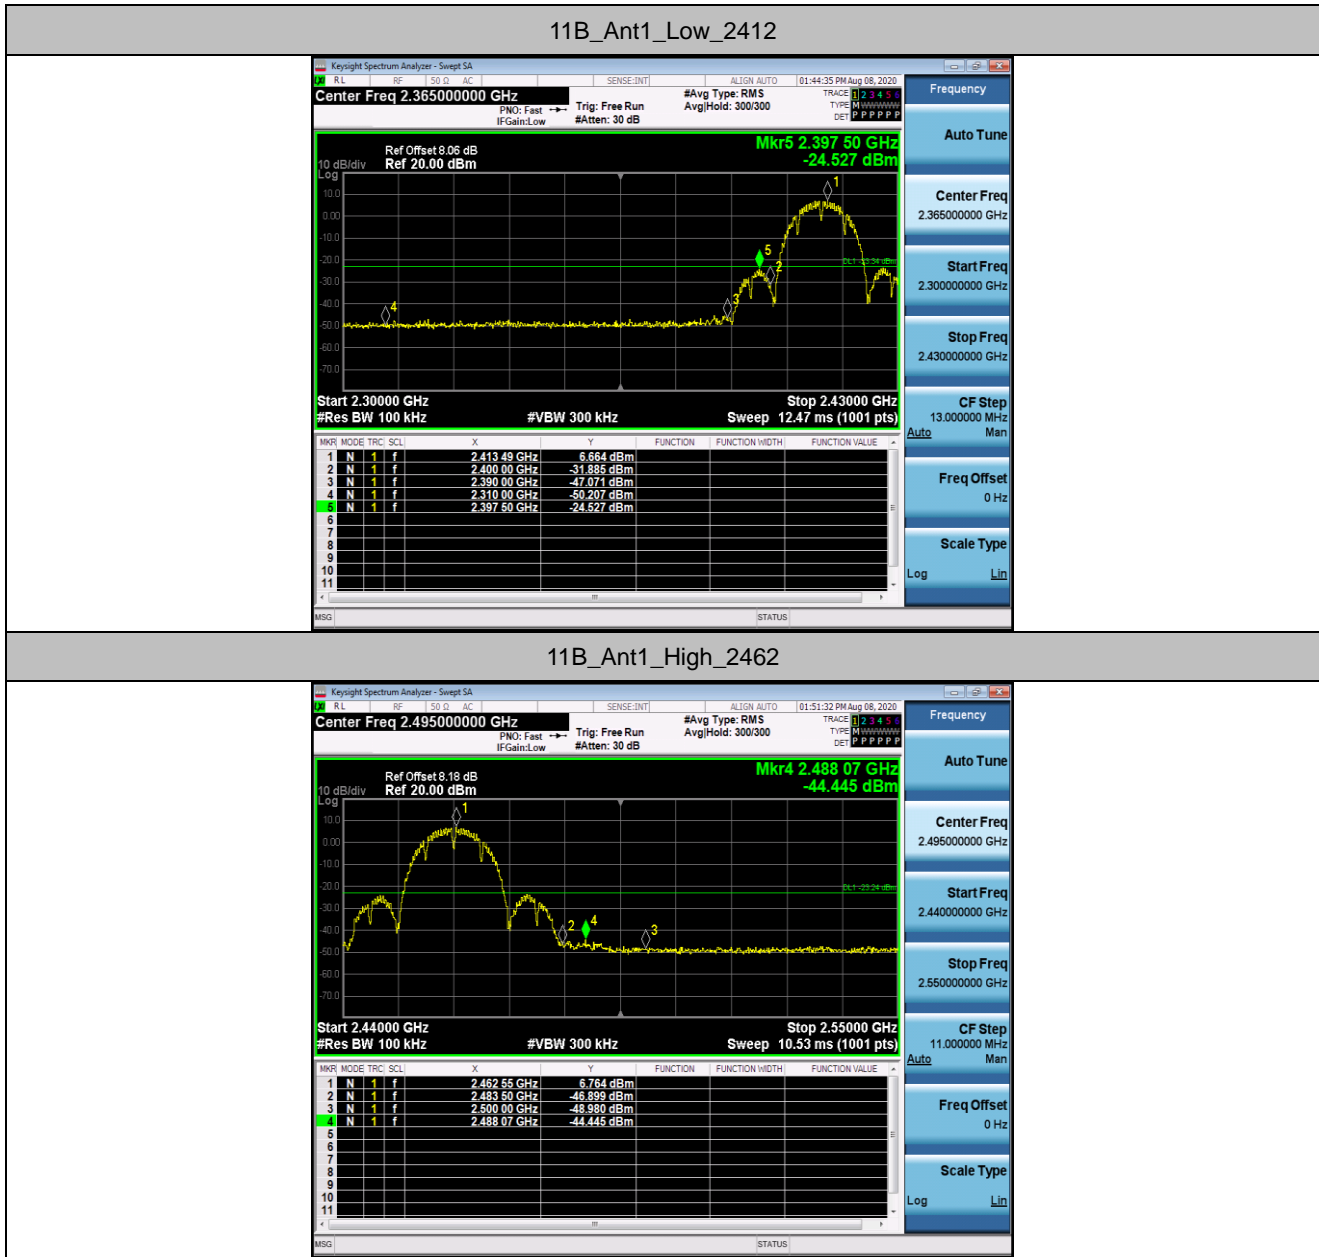 11B_Ant1_Low_2412
Keysight Spectrum Analyzer - Swept SA
RL RF 50 Ω AC SENSE:INT ALIGN AUTO 01:44:35 PM Aug 08, 2020
Center Freq 2.365000000 GHz
PNO: Fast
IFGain:Low
Trig: Free Run
#Atten: 30 dB
#Avg Type: RMS
Avg|Hold: 300/300
TRACE 1 2 3 4 5 6
TYPE M
DET P P P P P P
Mkr5 2.397 50 GHz
-24.527 dBm
Ref Offset 8.06 dB
10 dB/div Ref 20.00 dBm
Log
10.0
0.00
-10.0
-20.0
-30.0
-40.0
-50.0
-60.0
-70.0
1
5
2
3
4
DL1 -23.34 dBm
Start 2.30000 GHz Stop 2.43000 GHz
#Res BW 100 kHz #VBW 300 kHz Sweep 12.47 ms (1001 pts)
MKR MODE TRC SCL X Y FUNCTION FUNCTION WIDTH FUNCTION VALUE
1 N 1 f 2.413 49 GHz 6.664 dBm
2 N 1 f 2.400 00 GHz -31.885 dBm
3 N 1 f 2.390 00 GHz -47.071 dBm
4 N 1 f 2.310 00 GHz -50.207 dBm
5 N 1 f 2.397 50 GHz -24.527 dBm
6
7
8
9
10
11
MSG STATUS
Frequency
Auto Tune
Center Freq
2.365000000 GHz
Start Freq
2.300000000 GHz
Stop Freq
2.430000000 GHz
CF Step
13.000000 MHz
Auto Man
Freq Offset
0 Hz
Scale Type
Log Lin
11B_Ant1_High_2462
Keysight Spectrum Analyzer - Swept SA
RL RF 50 Ω AC SENSE:INT ALIGN AUTO 01:51:32 PM Aug 08, 2020
Center Freq 2.495000000 GHz
PNO: Fast
IFGain:Low
Trig: Free Run
#Atten: 30 dB
#Avg Type: RMS
Avg|Hold: 300/300
TRACE 1 2 3 4 5 6
TYPE M
DET P P P P P P
Mkr4 2.488 07 GHz
-44.445 dBm
Ref Offset 8.18 dB
10 dB/div Ref 20.00 dBm
Log
10.0
0.00
-10.0
-20.0
-30.0
-40.0
-50.0
-60.0
-70.0
1
2
4
3
DL1 -23.24 dBm
Start 2.44000 GHz Stop 2.55000 GHz
#Res BW 100 kHz #VBW 300 kHz Sweep 10.53 ms (1001 pts)
MKR MODE TRC SCL X Y FUNCTION FUNCTION WIDTH FUNCTION VALUE
1 N 1 f 2.462 55 GHz 6.764 dBm
2 N 1 f 2.483 50 GHz -46.899 dBm
3 N 1 f 2.500 00 GHz -48.980 dBm
4 N 1 f 2.488 07 GHz -44.445 dBm
5
6
7
8
9
10
11
MSG STATUS
Frequency
Auto Tune
Center Freq
2.495000000 GHz
Start Freq
2.440000000 GHz
Stop Freq
2.550000000 GHz
CF Step
11.000000 MHz
Auto Man
Freq Offset
0 Hz
Scale Type
Log Lin